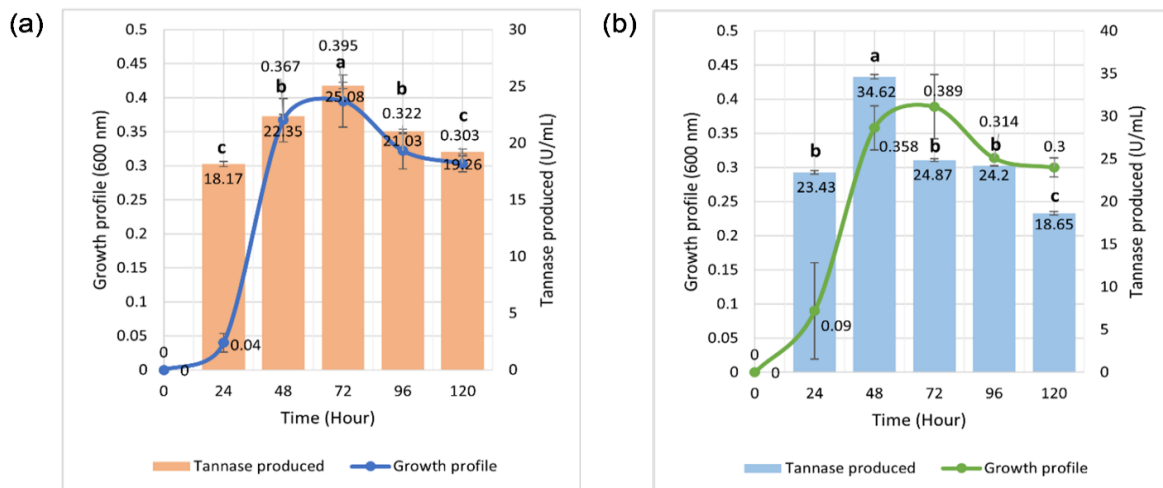 (a)
0.5
0.45
0.4
0.35
0.3
0.25
0.2
0.15
0.1
0.05
0
Growth profile (600 nm)
30
25
20
15
10
5
0
Tannase produced (U/mL)
0
0
c
18.17
0.04
0.367
b
22.35
0.395
a
25.08
b
0.322
21.03
c
0.303
19.26
0 24 48 72 96 120
Time (Hour)
Tannase produced Growth profile
(b)
0.5
0.45
0.4
0.35
0.3
0.25
0.2
0.15
0.1
0.05
0
Growth profile (600 nm)
40
35
30
25
20
15
10
5
0
Tannase produced (U/mL)
0
0
b
23.43
0.09
a
34.62
0.358
0.389
b
24.87
0.314
b
24.2
0.3
c
18.65
0 24 48 72 96 120
Time (Hour)
Tannase produced Growth profile